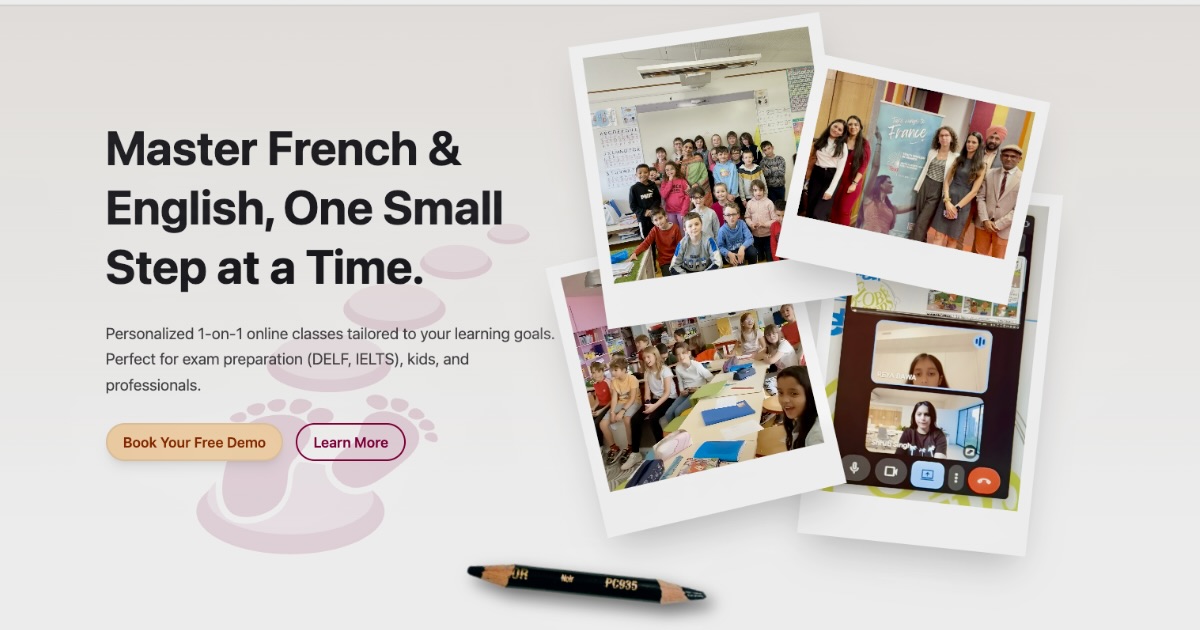 Master French &
English, One Small
Step at a Time.
Personalized 1-on-1 online classes tailored to your learning goals.
Perfect for exam preparation (DELF, IELTS), kids, and
professionals.
Book Your Free Demo
Learn More
France
Noir
PC935